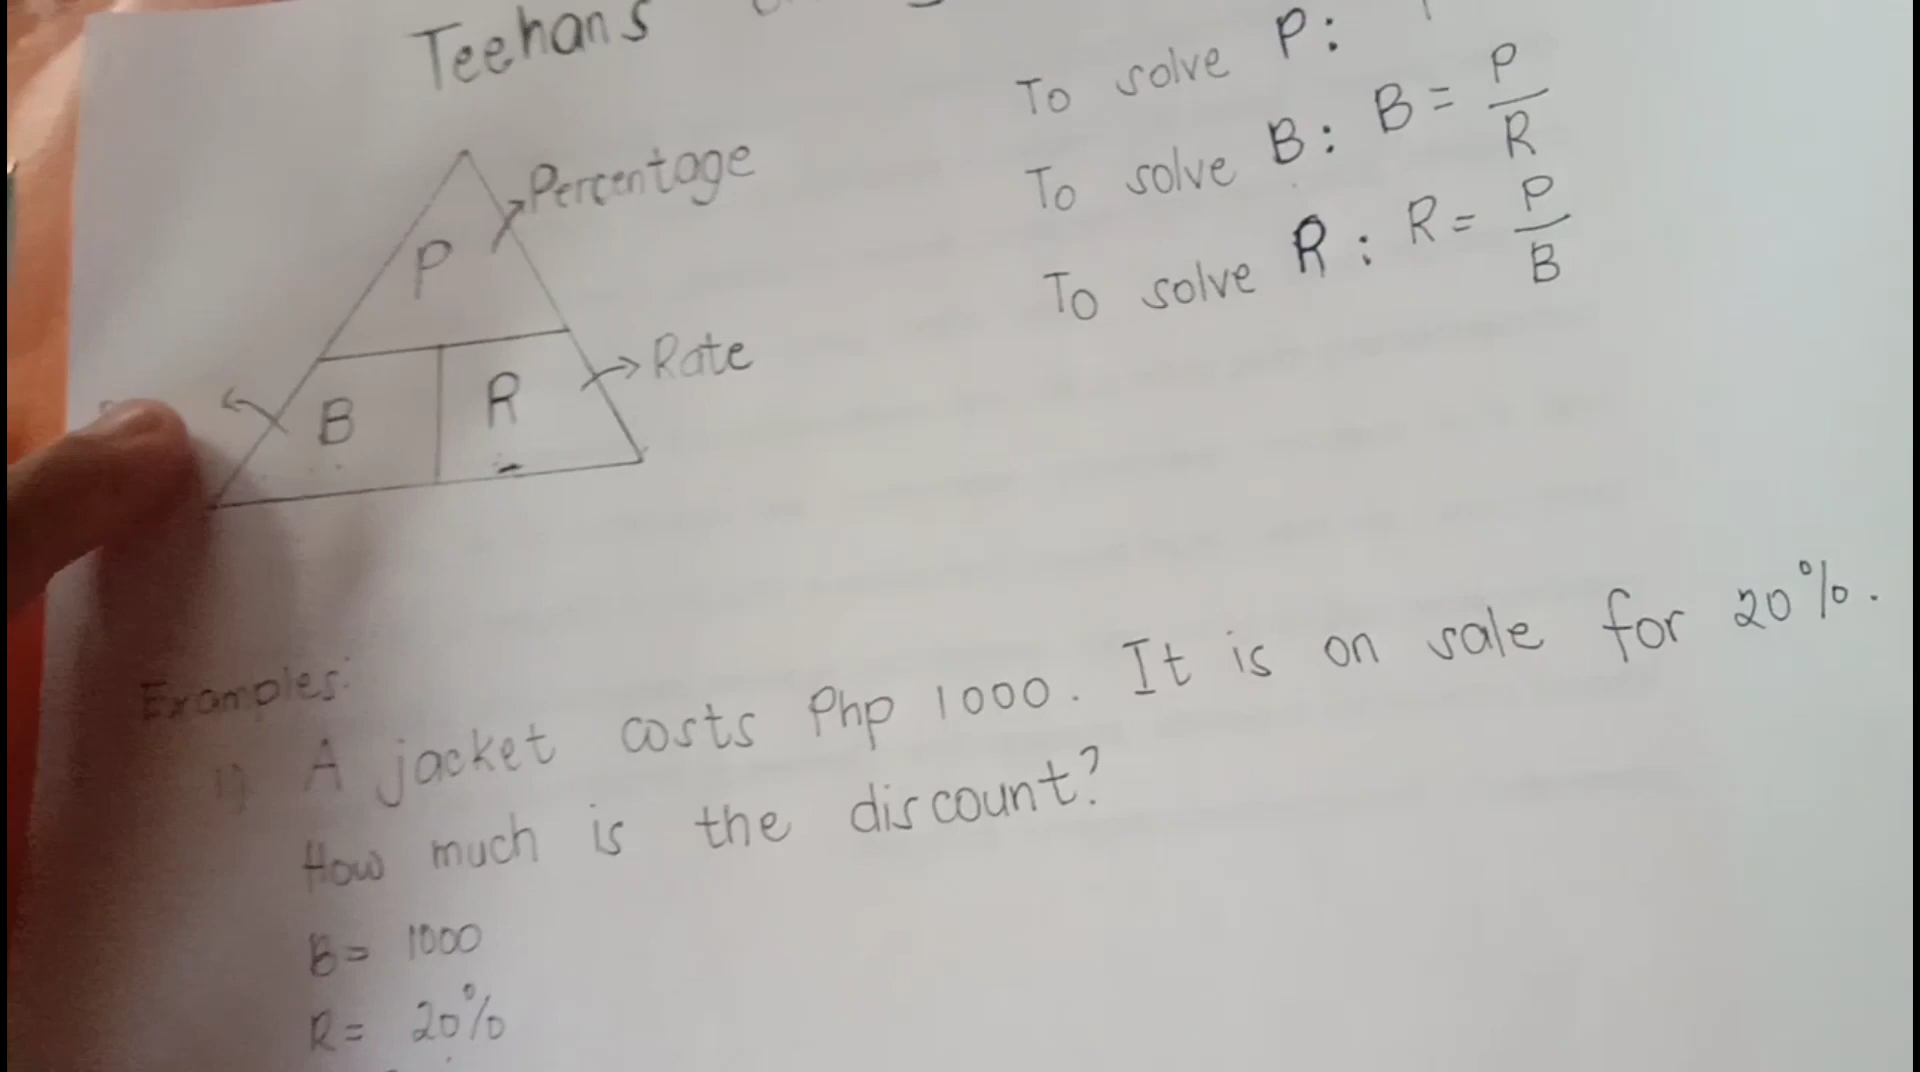 Teehan's
To solve P:
To solve B: B = P/R
To solve R: R = P/B
Percentage
P
Rate
B
R
Examples:
1) A jacket costs Php 1000. It is on sale for 20%.
How much is the discount?
B = 1000
R = 20%